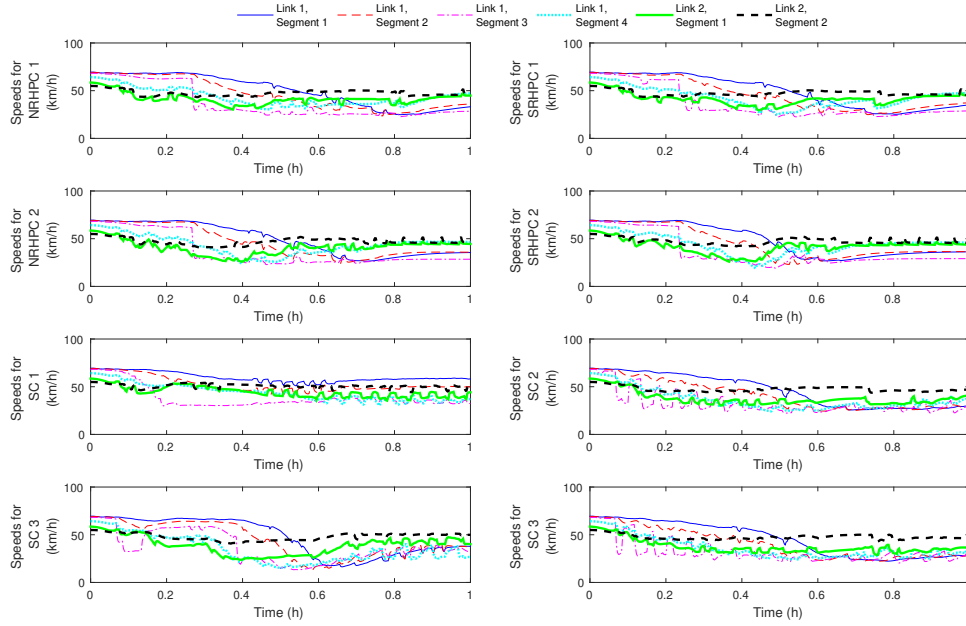 Link 1, Segment 1
Link 1, Segment 2
Link 1, Segment 3
Link 1, Segment 4
Link 2, Segment 1
Link 2, Segment 2
Speeds for NRHPC 1 (km/h)
100
50
0
0 0.2 0.4 0.6 0.8 1
Time (h)
Speeds for SRHPC 1 (km/h)
100
50
0
0 0.2 0.4 0.6 0.8
Time (h)
Speeds for NRHPC 2 (km/h)
100
50
0
0 0.2 0.4 0.6 0.8 1
Time (h)
Speeds for SRHPC 2 (km/h)
100
50
0
0 0.2 0.4 0.6 0.8
Time (h)
Speeds for SC 1 (km/h)
100
50
0
0 0.2 0.4 0.6 0.8 1
Time (h)
Speeds for SC 2 (km/h)
100
50
0
0 0.2 0.4 0.6 0.8
Time (h)
Speeds for SC 3 (km/h)
100
50
0
0 0.2 0.4 0.6 0.8 1
Time (h)
Speeds for SC 3 (km/h)
100
50
0
0 0.2 0.4 0.6 0.8
Time (h)